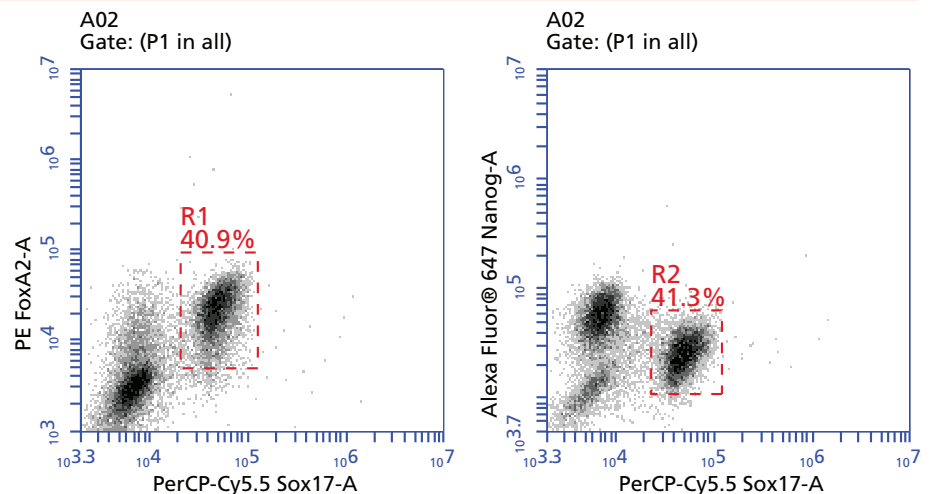 A02
Gate: (P1 in all)
10^7
10^6
10^5
10^4
10^3
PE FoxA2-A
R1
40.9%
10^3.3
10^4
10^5
10^6
10^7
PerCP-Cy5.5 Sox17-A
A02
Gate: (P1 in all)
10^7
10^6
10^5
10^3.7
Alexa Fluor® 647 Nanog-A
R2
41.3%
10^3.3
10^4
10^5
10^6
10^7
PerCP-Cy5.5 Sox17-A